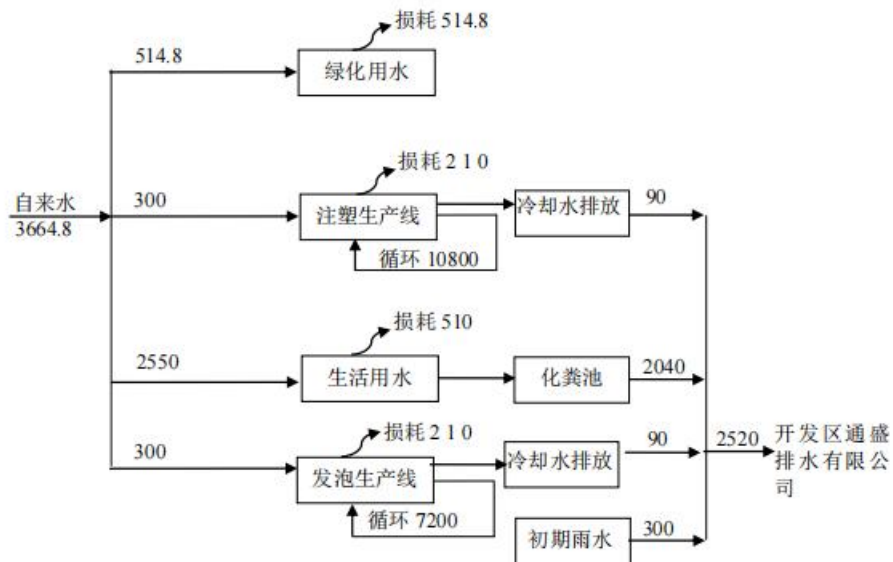 损耗 514.8
514.8
绿化用水
损耗 2 1 0
自来水
3664.8
300
注塑生产线
冷却水排放
90
循环 10800
损耗 510
2550
生活用水
化粪池
2040
损耗 2 1 0
300
发泡生产线
冷却水排放
90
2520
开发区通盛
排水有限公
司
循环 7200
初期雨水
300